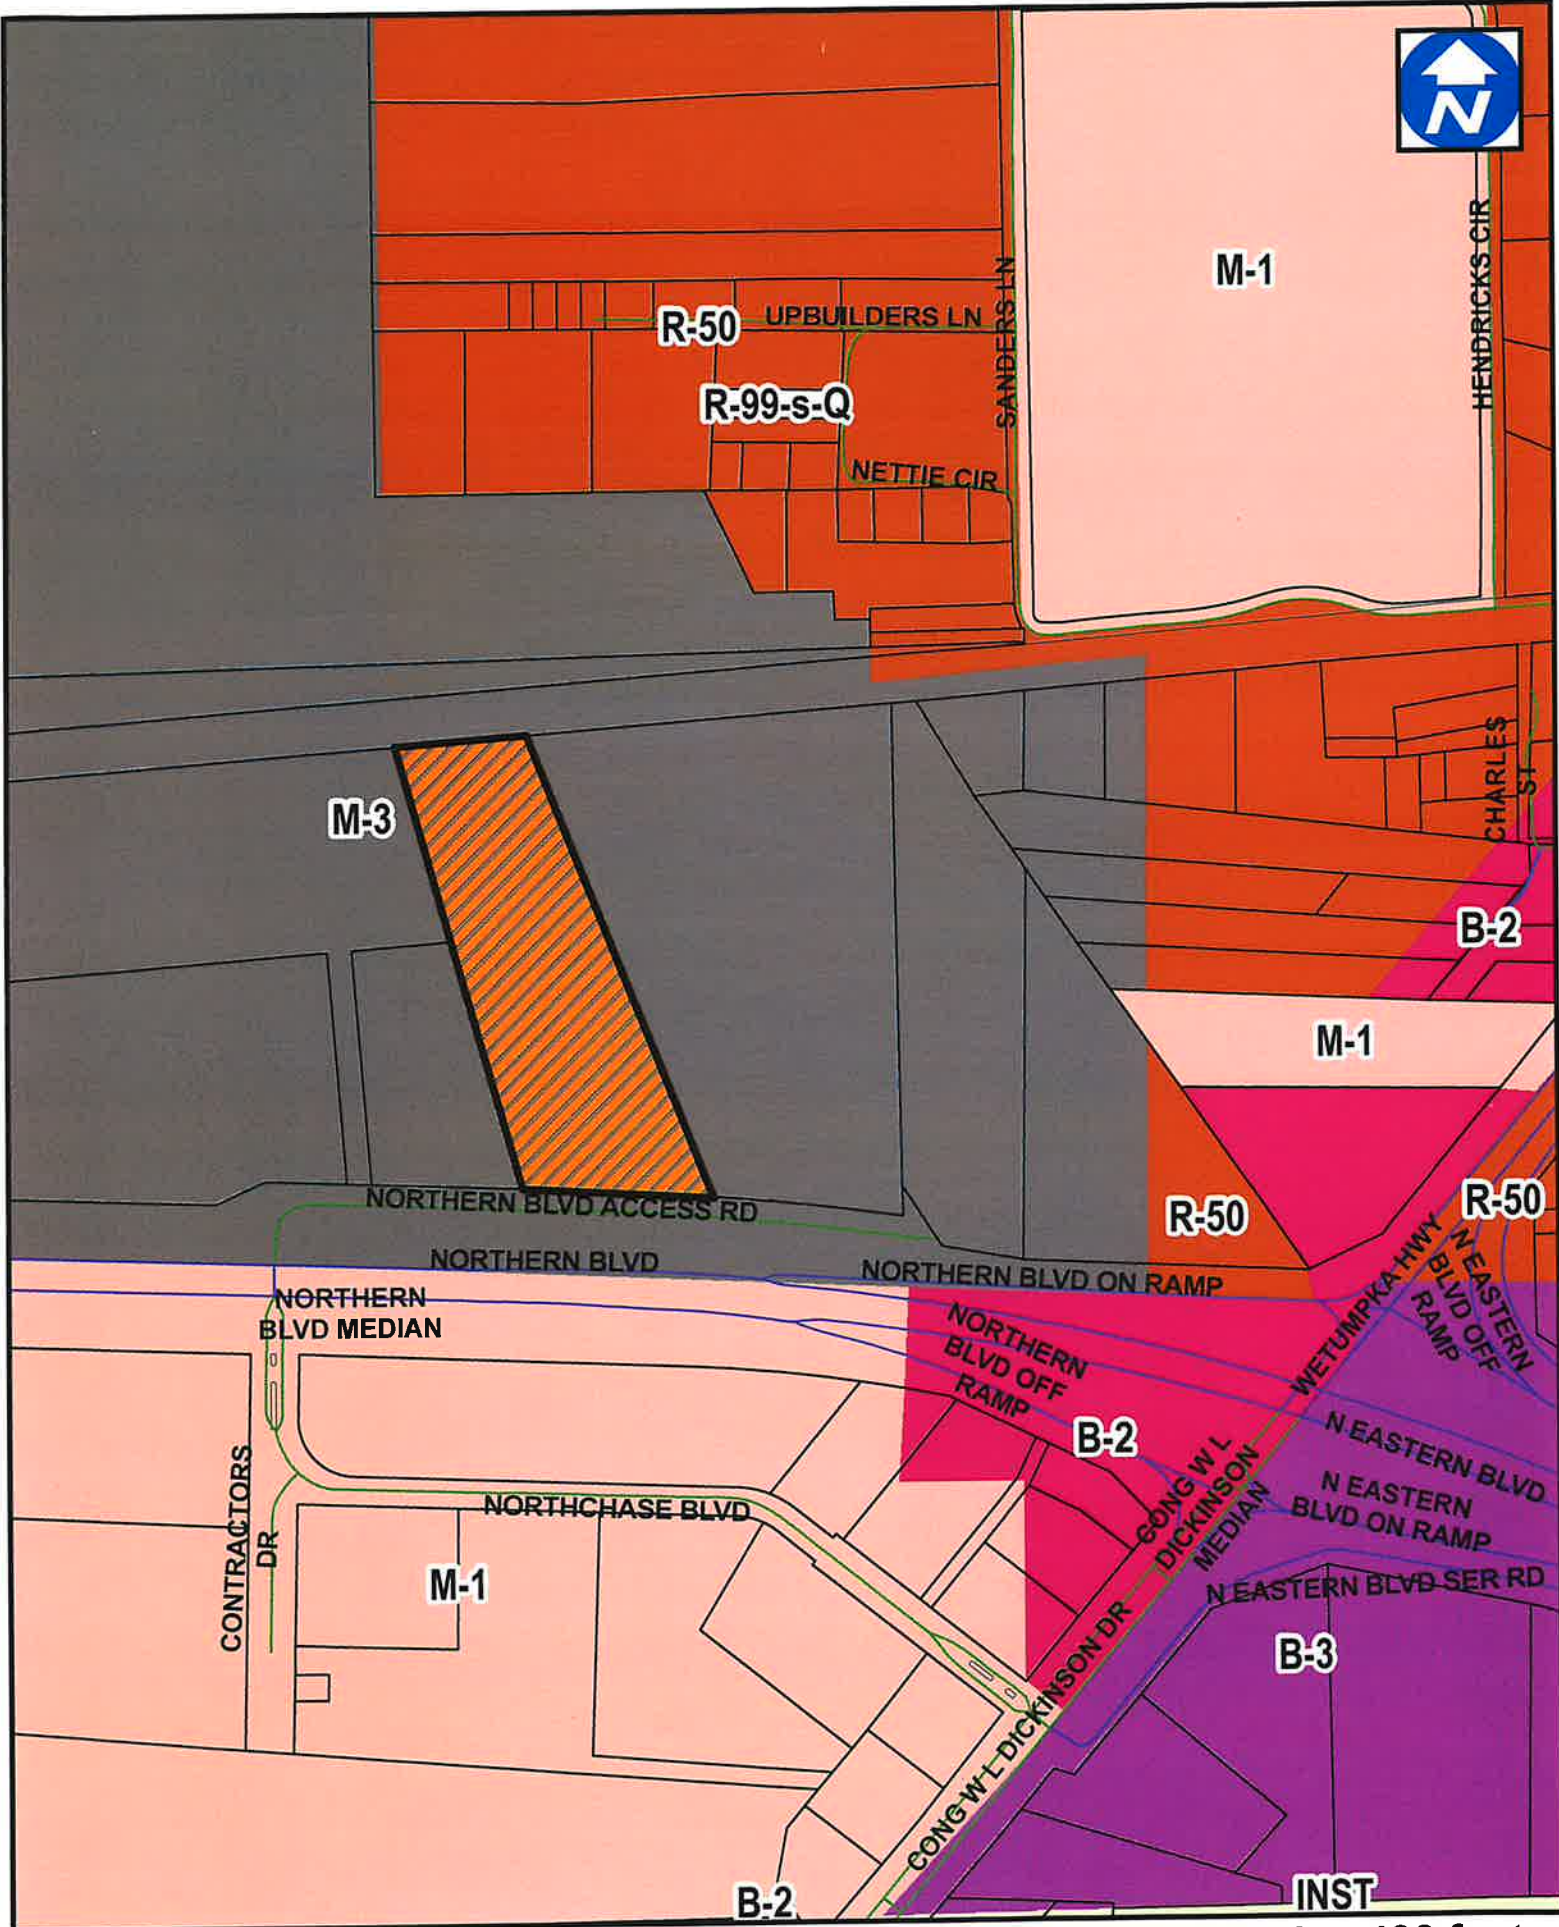 N
M-1
SANDERS LN
HENDRICKS CIR
UPBUILDERS LN
R-50
R-99-s-Q
NETTIE CIR
M-3
CHARLES
ST
B-2
M-1
R-50
R-50
NORTHERN BLVD ACCESS RD
NORTHERN BLVD
NORTHERN BLVD ON RAMP
WETUMPKA HWY
N EASTERN
BLVD OFF
RAMP
NORTHERN
BLVD MEDIAN
NORTHERN
BLVD OFF
RAMP
B-2
CONG W L
DICKINSON
MEDIAN
N EASTERN BLVD
N EASTERN
BLVD ON RAMP
N EASTERN BLVD SER RD
CONTRACTORS
DR
NORTHCHASE BLVD
M-1
B-3
CONG W L DICKINSON DR
B-2
INST